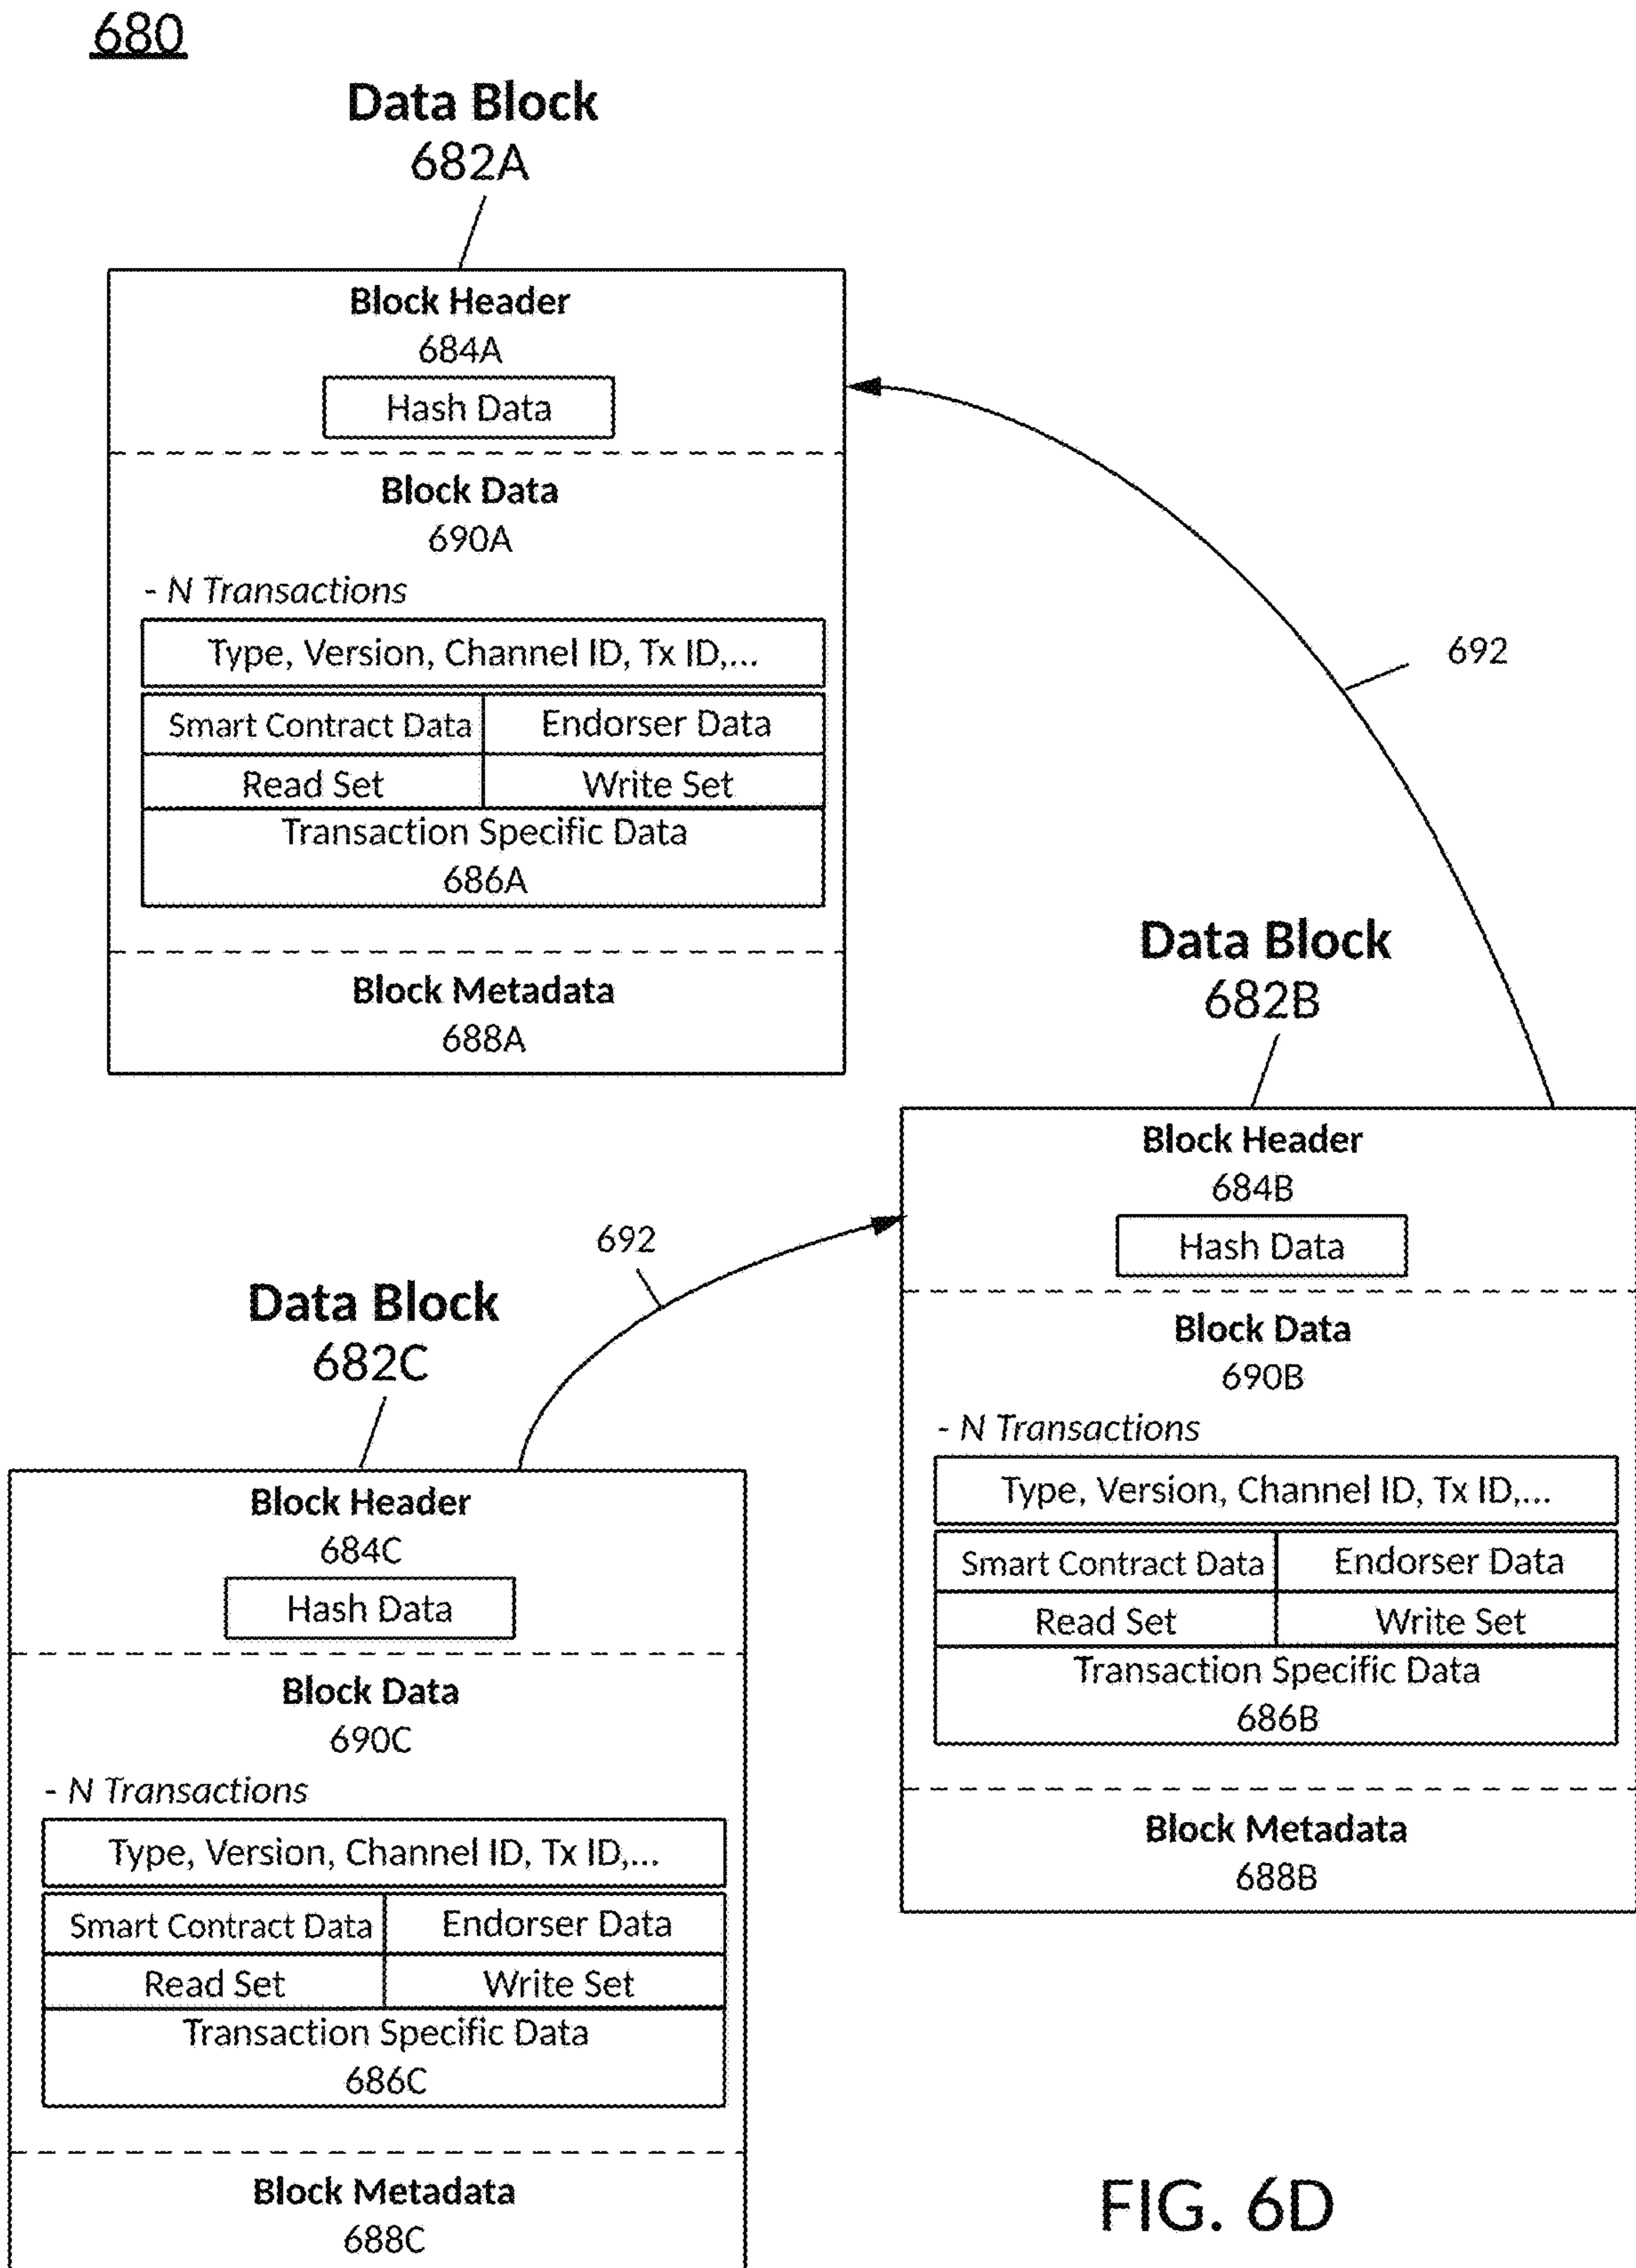 680
Data Block
682A
Block Header
684A
Hash Data
Block Data
690A
- N Transactions
Type, Version, Channel ID, Tx ID,...
Smart Contract Data Endorser Data
Read Set Write Set
Transaction Specific Data
686A
Block Metadata
688A
692
Data Block
682B
Block Header
684B
Hash Data
Block Data
690B
- N Transactions
Type, Version, Channel ID, Tx ID,...
Smart Contract Data Endorser Data
Read Set Write Set
Transaction Specific Data
686B
Block Metadata
688B
692
Data Block
682C
Block Header
684C
Hash Data
Block Data
690C
- N Transactions
Type, Version, Channel ID, Tx ID,...
Smart Contract Data Endorser Data
Read Set Write Set
Transaction Specific Data
686C
Block Metadata
688C
FIG. 6D